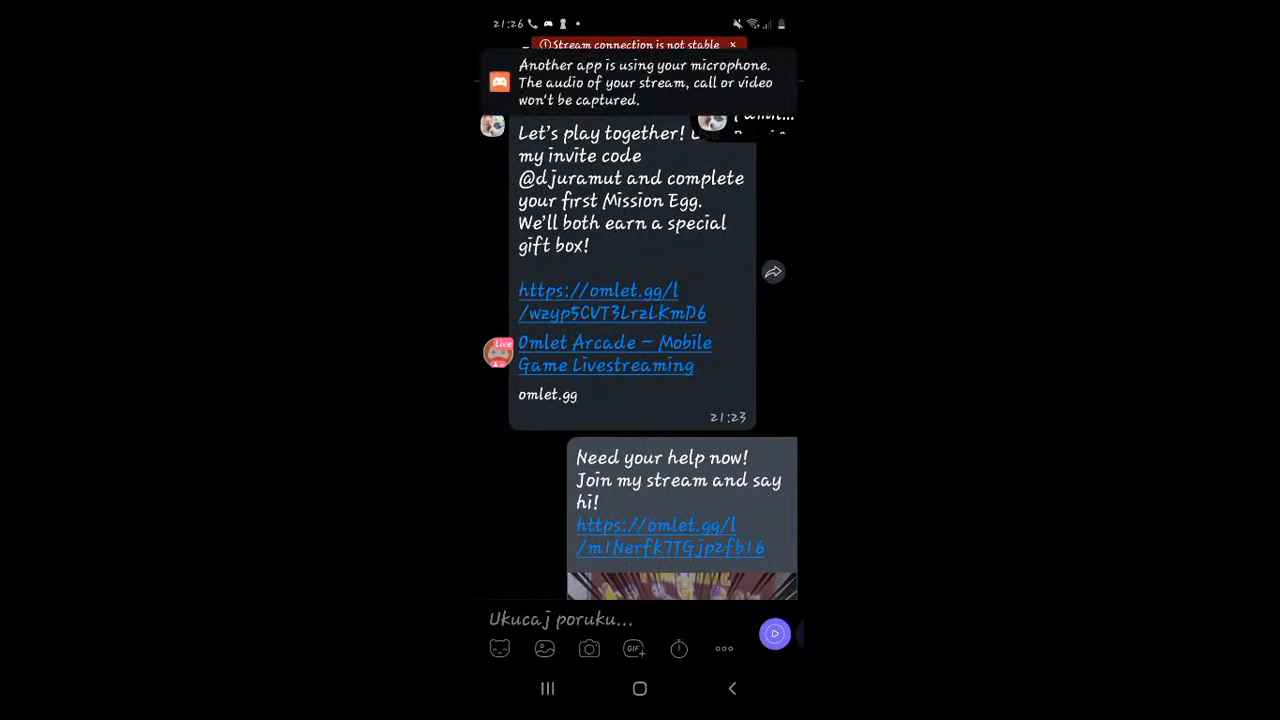 21:26
Stream connection is not stable
Another app is using your microphone.
The audio of your stream, call or video
won't be captured.
Let's play together!
my invite code
@djuramut and complete
your first Mission Egg.
We'll both earn a special
gift box!
https://omlet.gg/l
/wzyp5CVT3LrzLKmD6
Live
Omlet Arcade – Mobile
Game Livestreaming
omlet.gg
21:23
Need your help now!
Join my stream and say
hi!
https://omlet.gg/l
/m1Nerfk7TGjpzfb16
Ukucaj poruku...
GIF